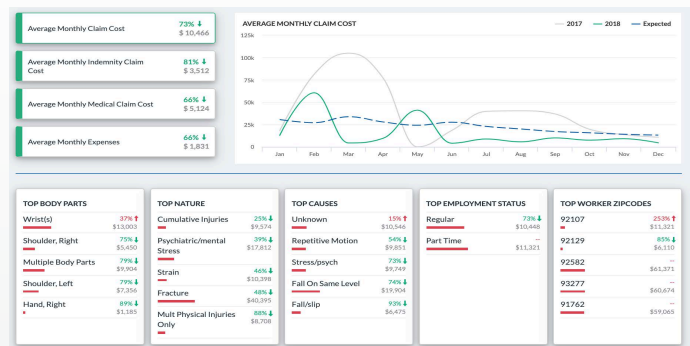 Average Monthly Claim Cost
73% ↓
$ 10,466
Average Monthly Indemnity Claim
Cost
81% ↓
$ 3,512
Average Monthly Medical Claim Cost
66% ↓
$ 5,124
Average Monthly Expenses
66% ↓
$ 1,831
AVERAGE MONTHLY CLAIM COST
2017 2018 Expected
125k
100k
75k
50k
25k
0
Jan Feb Mar Apr May Jun Jul Aug Sep Oct Nov Dec
TOP BODY PARTS
Wrist(s) 37% ↑
$13,003
Shoulder, Right 75% ↓
$5,450
Multiple Body Parts 79% ↓
$9,904
Shoulder, Left 79% ↓
$7,356
Hand, Right 89% ↓
$1,185
TOP NATURE
Cumulative Injuries 25% ↓
$9,574
Psychiatric/mental 39% ↓
Stress $17,812
Strain 46% ↓
$10,398
Fracture 48% ↓
$40,395
Mult Physical Injuries 88% ↓
Only $8,708
TOP CAUSES
Unknown 15% ↑
$10,546
Repetitive Motion 54% ↓
$9,851
Stress/psych 73% ↓
$9,749
Fall On Same Level 74% ↓
$19,904
Fall/slip 93% ↓
$6,475
TOP EMPLOYMENT STATUS
Regular 73% ↓
$10,448
Part Time --
$11,321
TOP WORKER ZIPCODES
92107 253% ↑
$11,321
92129 85% ↓
$6,110
92582 --
$61,371
93277 --
$60,674
91762 --
$59,065